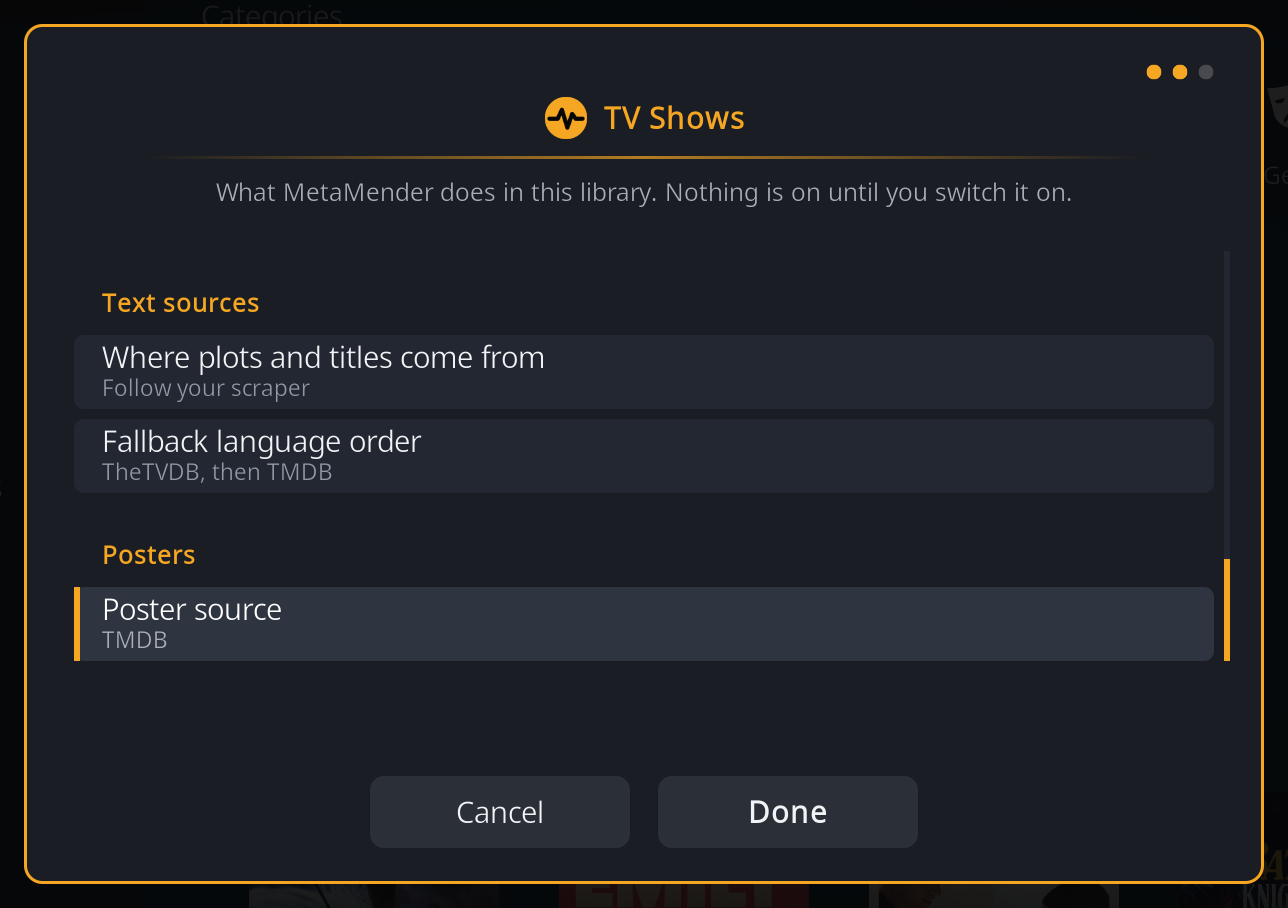 Categories
TV Shows
What MetaMender does in this library. Nothing is on until you switch it on.
Text sources
Where plots and titles come from
Follow your scraper
Fallback language order
TheTVDB, then TMDB
Posters
Poster source
TMDB
Cancel
Done